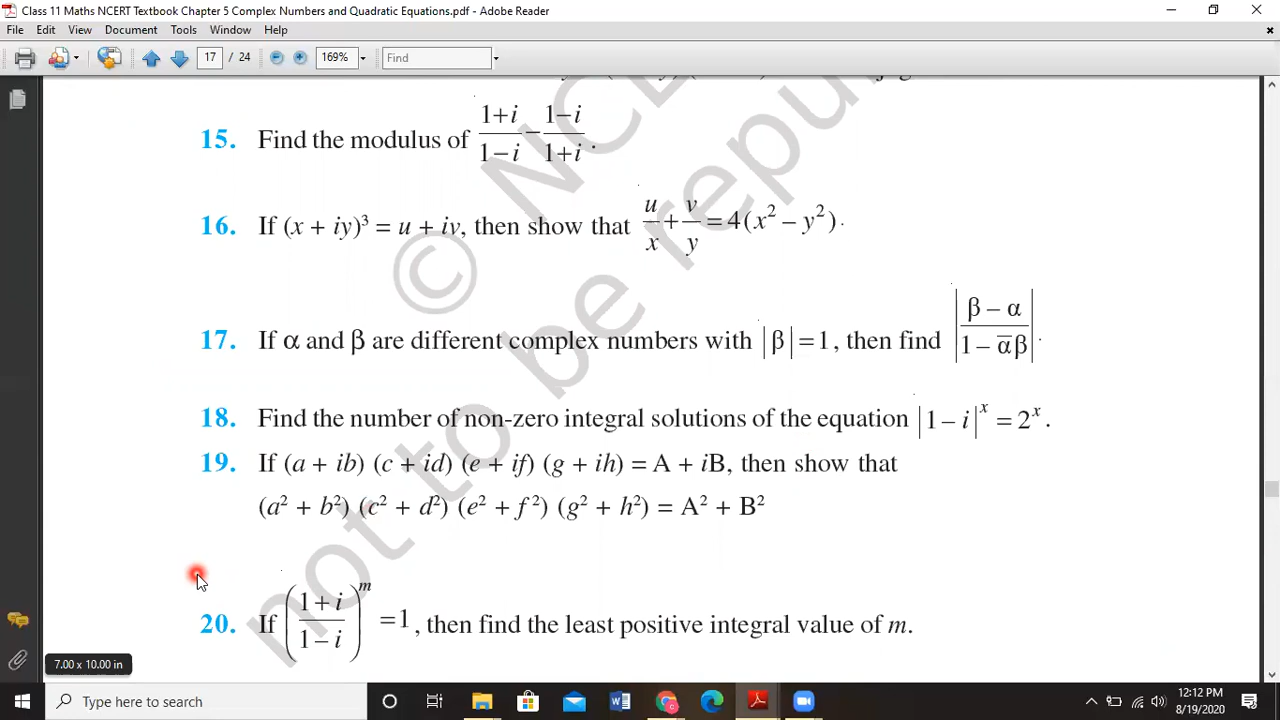 Class 11 Maths NCERT Textbook Chapter 5 Complex Numbers and Quadratic Equations.pdf - Adobe Reader
File Edit View Document Tools Window Help
17 / 24 169% Find
15. Find the modulus of (1+i)/(1−i) − (1−i)/(1+i).
16. If (x + iy)³ = u + iv, then show that u/x + v/y = 4(x² − y²).
17. If α and β are different complex numbers with |β| = 1, then find |(β − α)/(1 − α̅β)|.
18. Find the number of non-zero integral solutions of the equation |1 − i|ˣ = 2ˣ.
19. If (a + ib) (c + id) (e + if) (g + ih) = A + iB, then show that
(a² + b²) (c² + d²) (e² + f²) (g² + h²) = A² + B²
20. If ((1+i)/(1−i))ᵐ = 1, then find the least positive integral value of m.
© NCE
not to be repu
7.00 x 10.00 in
Type here to search
12:12 PM
8/19/2020